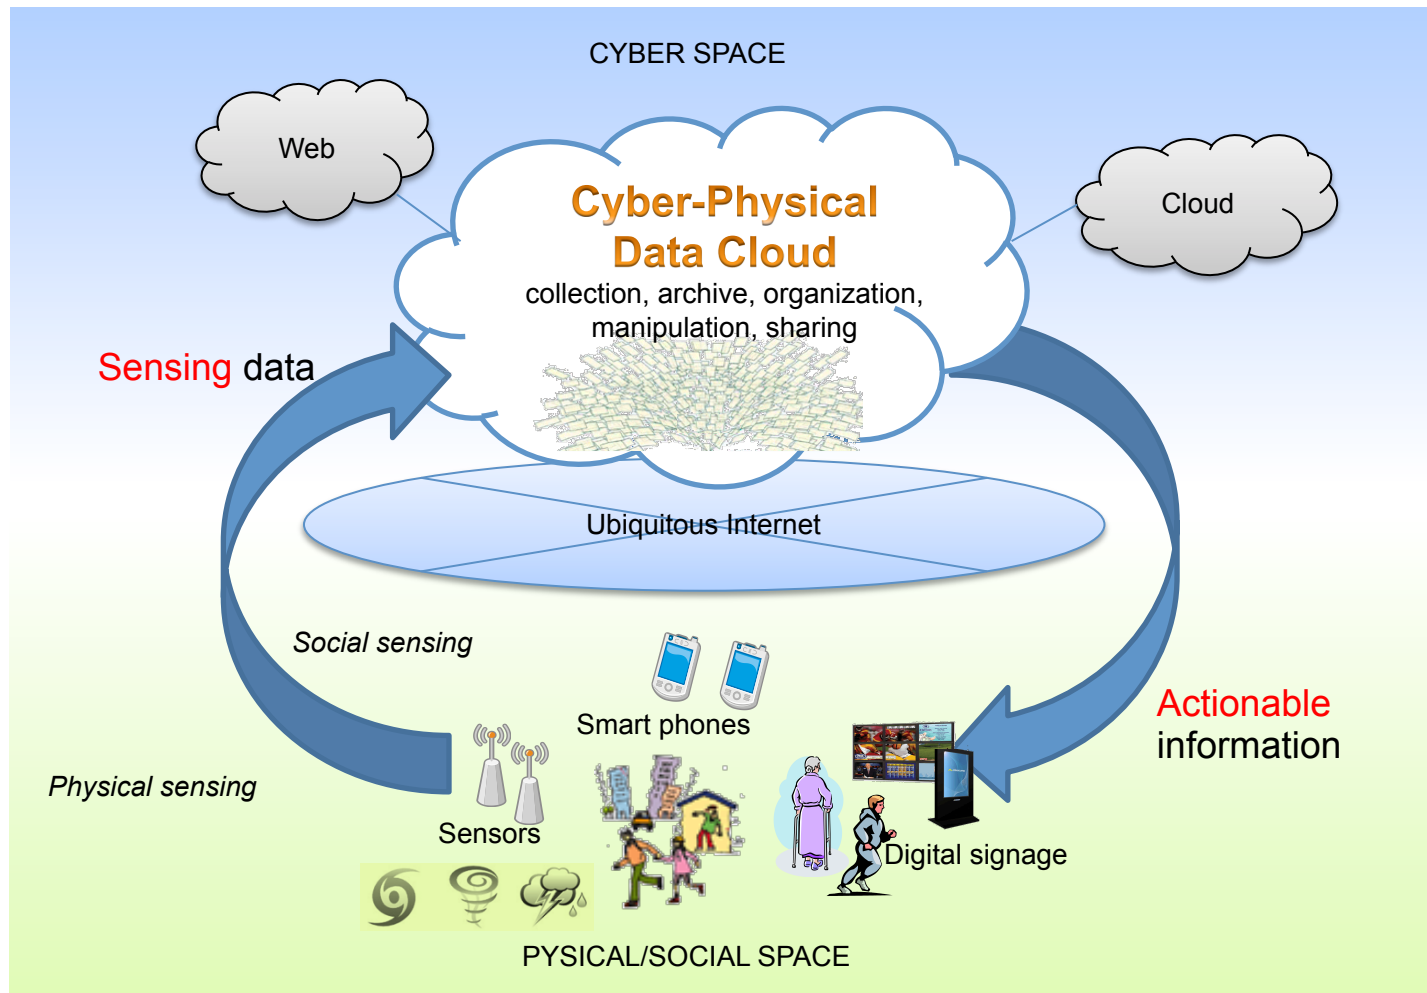 CYBER SPACE
Web
Cloud
Cyber-Physical
Data Cloud
collection, archive, organization,
manipulation, sharing
Sensing data
Ubiquitous Internet
Social sensing
Smart phones
Actionable
information
Physical sensing
Sensors
Digital signage
PYSICAL/SOCIAL SPACE